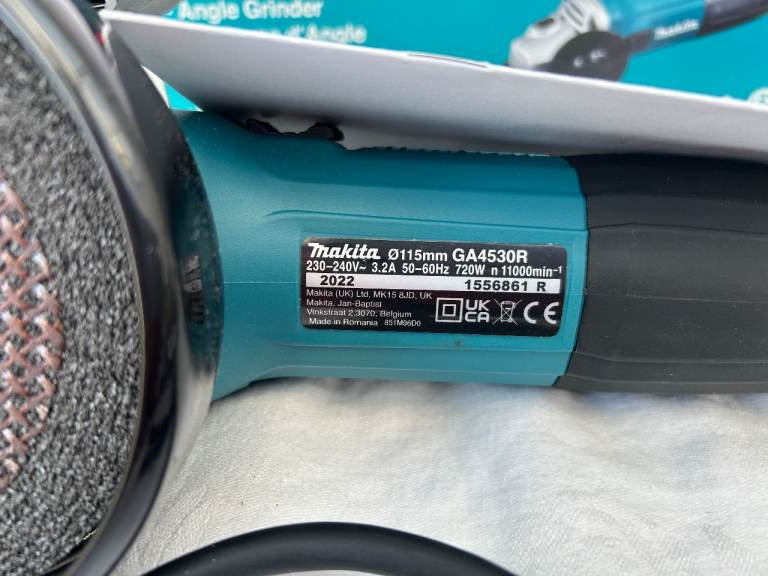 Angle Grinder
d'Angle
makita
makita Ø115mm GA4530R
230-240V~ 3.2A 50-60Hz 720W n 11000min-1
2022 1556861 R
Makita (UK) Ltd, MK15 8JD, UK
Makita, Jan-Baptist
Vinkstraat 2,3070, Belgium
Made in Romania 851M96D0
UK
CA CE